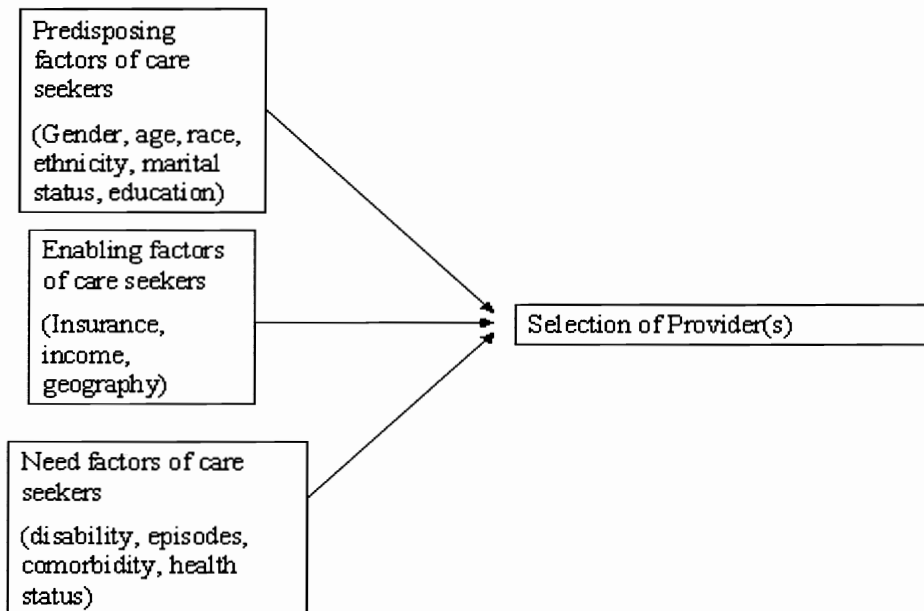 Predisposing
factors of care
seekers
(Gender, age, race,
ethnicity, marital
status, education)
Enabling factors
of care seekers
(Insurance,
income,
geography)
Selection of Provider(s)
Need factors of care
seekers
(disability, episodes,
comorbidity, health
status)